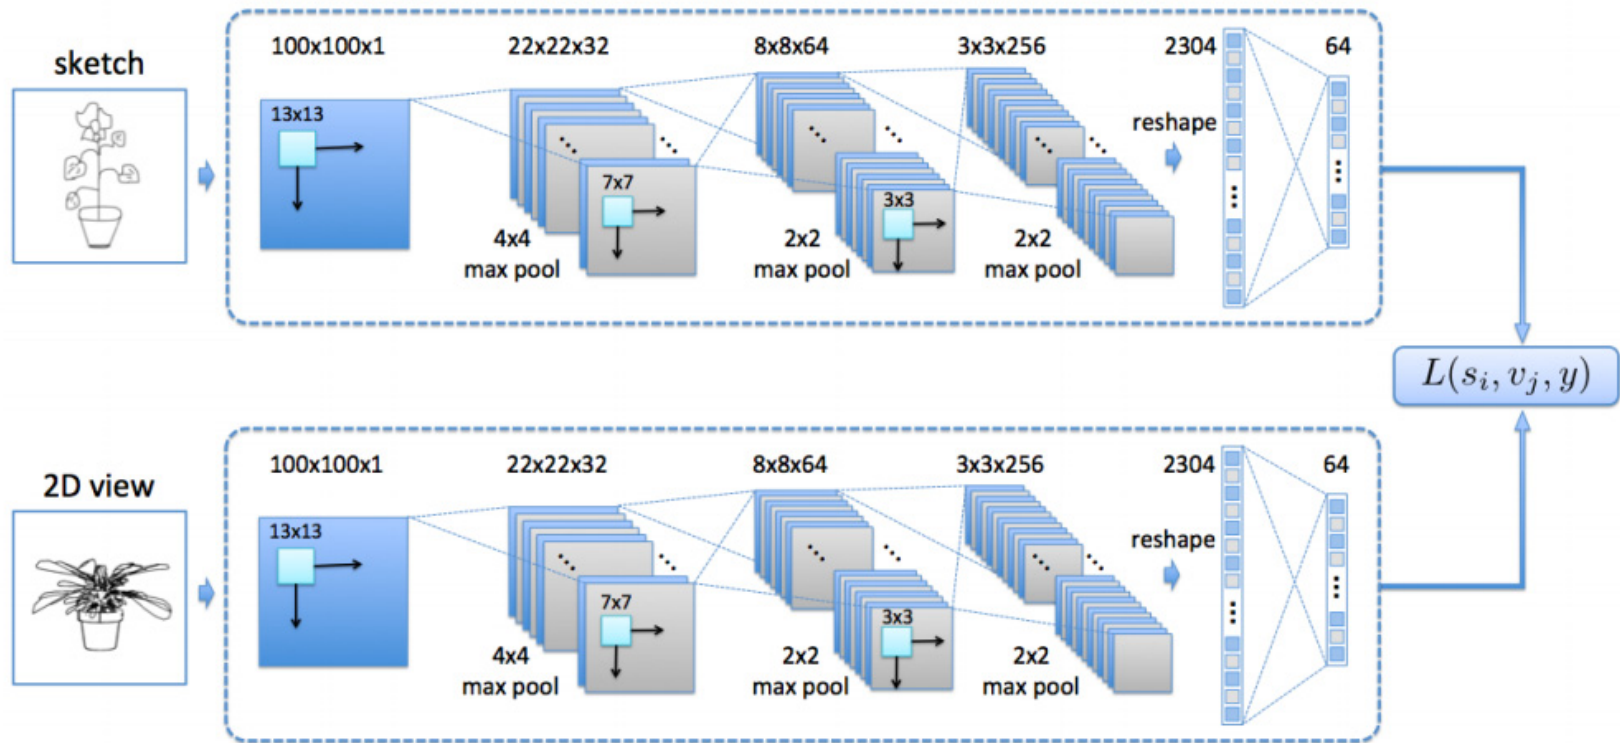 sketch
100x100x1
22x22x32
8x8x64
3x3x256
2304
64
13x13
7x7
3x3
reshape
4x4
max pool
2x2
max pool
2x2
max pool
L(s_i, v_j, y)
2D view
100x100x1
22x22x32
8x8x64
3x3x256
2304
64
13x13
7x7
3x3
reshape
4x4
max pool
2x2
max pool
2x2
max pool